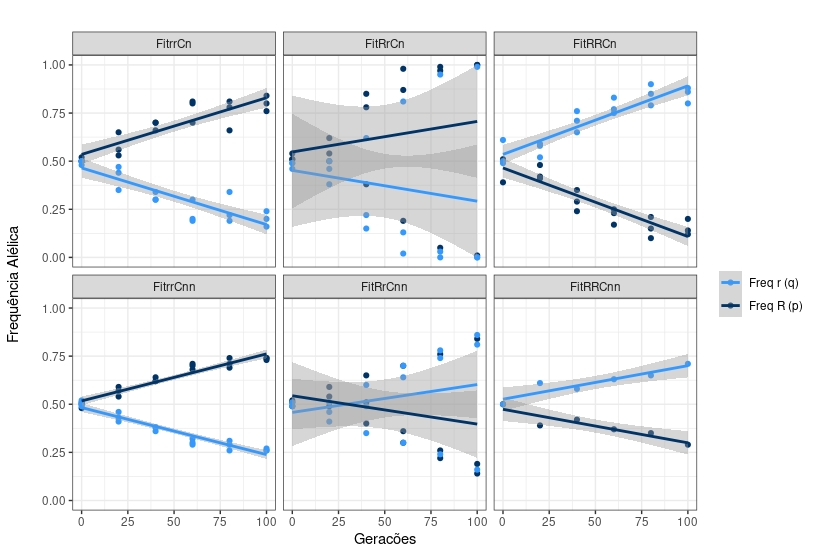 FitrrCn
FitRrCn
FitRRCn
1.00
0.75
0.50
0.25
0.00
FitrrCnn
FitRrCnn
FitRRCnn
1.00
0.75
0.50
0.25
0.00
0 25 50 75 100
0 25 50 75 100
0 25 50 75 100
Gerações
Frequência Alélica
Freq r (q)
Freq R (p)